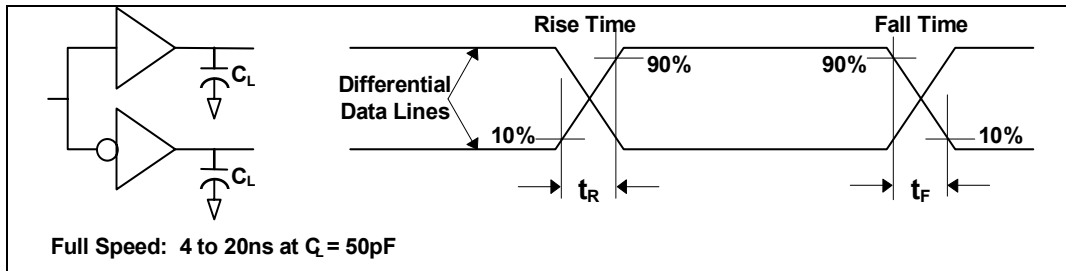 Rise Time
Fall Time
C_L
Differential
Data Lines
90%
90%
10%
10%
C_L
t_R
t_F
Full Speed: 4 to 20ns at C_L = 50pF